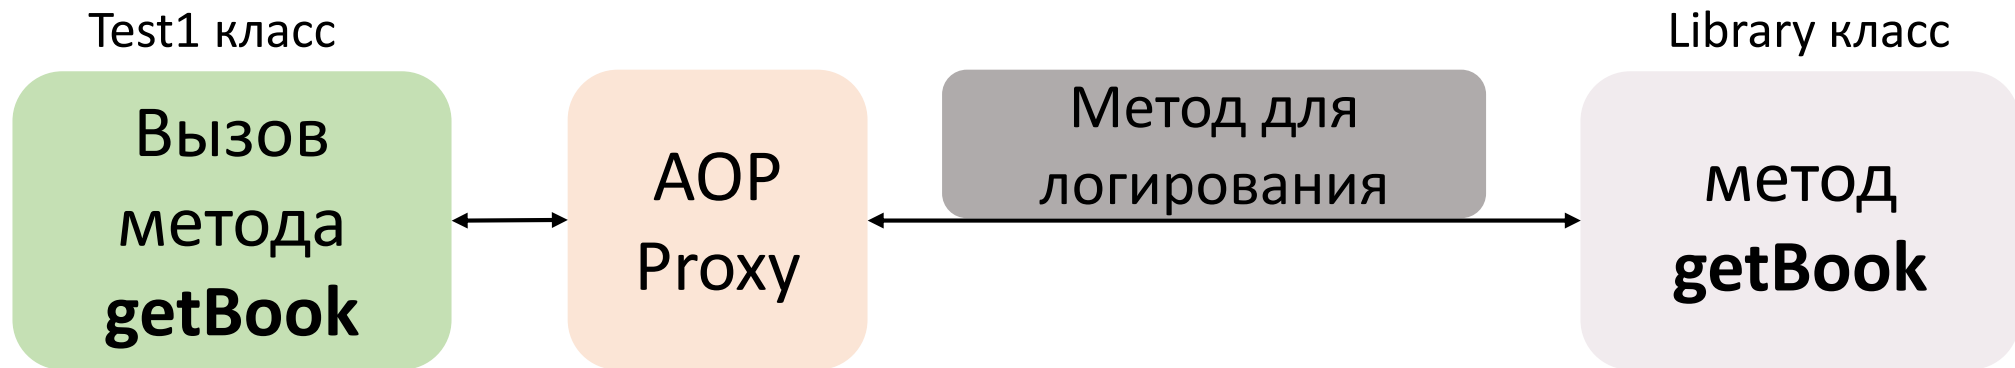 Test1 класс
Вызов
метода
getBook
AOP
Proxy
Метод для
логирования
Library класс
метод
getBook